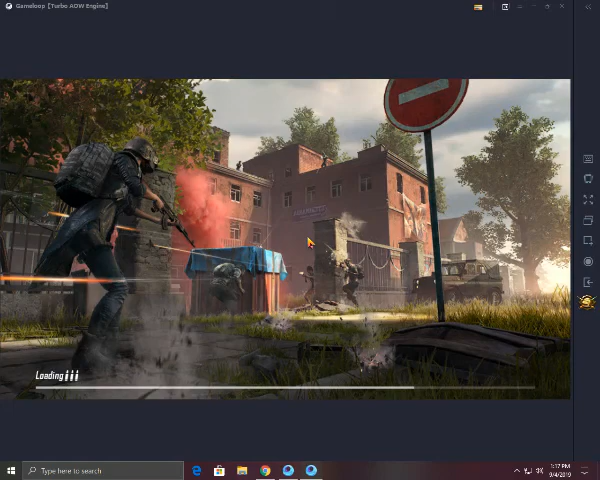 Gameloop【Turbo AOW Engine】
Loading
Type here to search
1:17 PM
9/4/2019